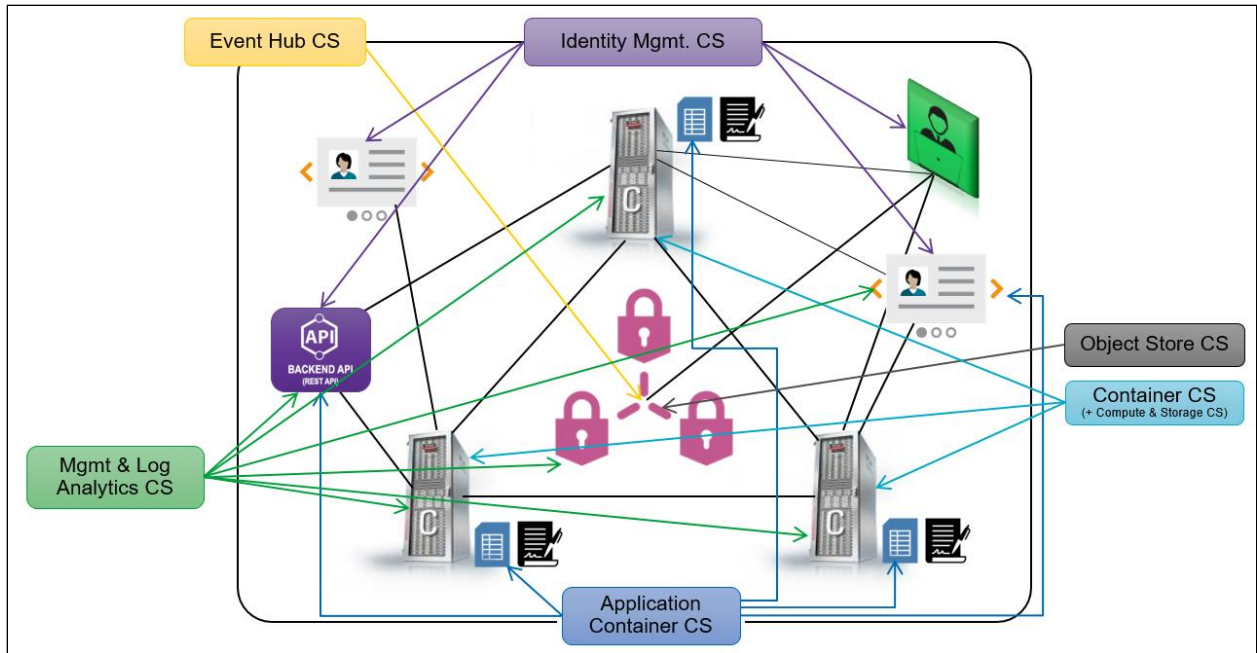 Event Hub CS
Identity Mgmt. CS
API
BACKEND API
(REST API)
Object Store CS
Container CS
(+ Compute & Storage CS)
Mgmt & Log
Analytics CS
C
C
C
Application
Container CS